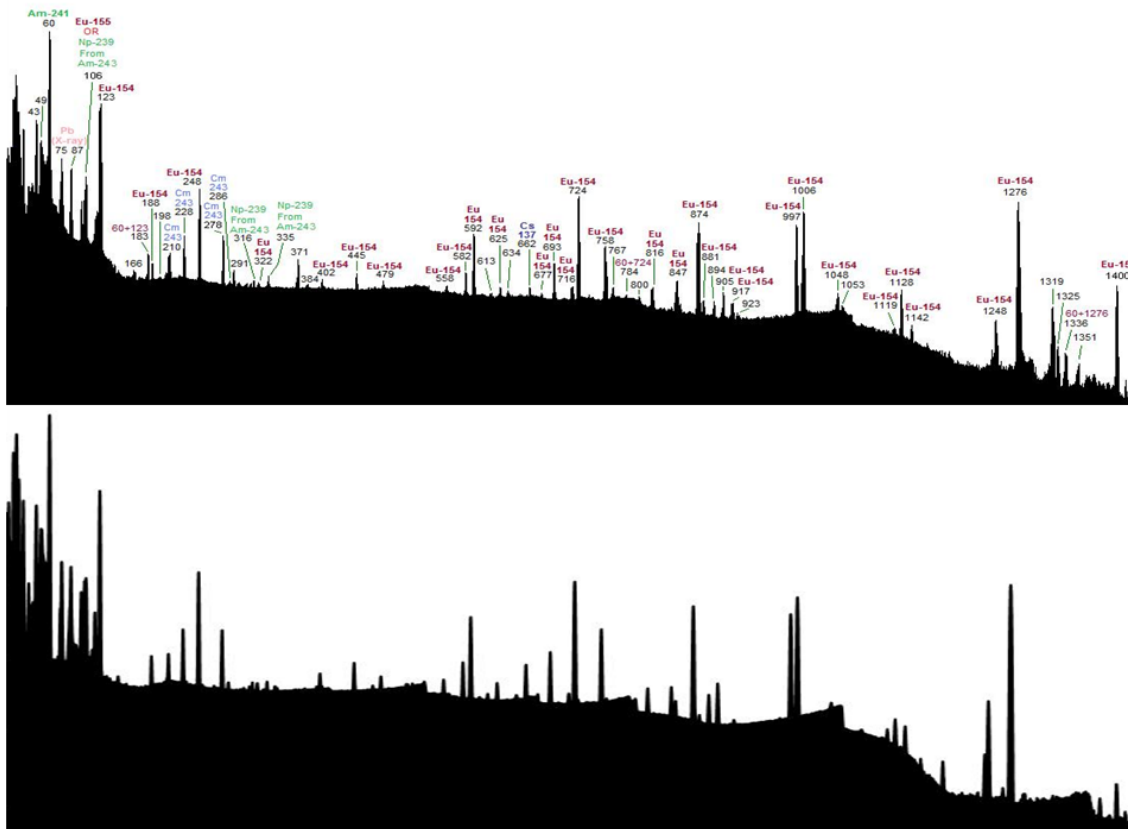 Am-241
60
Eu-155
OR
Np-239
From
Am-243
106
Eu-154
123
49
43
Pb
(X-ray)
75 87
Eu-154
188
198
60+123
183
166
Cm
243
228
Cm
243
210
Eu-154
248
Cm
243
286
Cm
243
278
291
Np-239
From
Am-243
316
Eu
154
322
Np-239
From
Am-243
335
371
384
Eu-154
402
Eu-154
445
Eu-154
479
Eu-154
558
582
Eu
154
592
613
Eu
154
625
634
Cs
137
662
Eu
154
677
Eu
154
693
Eu
154
716
Eu-154
724
Eu-154
758
767
60+724
784
800
Eu
154
816
Eu
154
847
Eu-154
874
Eu-154
881
894
905
Eu-154
917
Eu-154
923
Eu-154
997
Eu-154
1006
Eu-154
1048
1053
Eu-154
1119
Eu-154
1128
Eu-154
1142
Eu-154
1248
Eu-154
1276
1319
1325
60+1276
1336
1351
Eu-15
1400